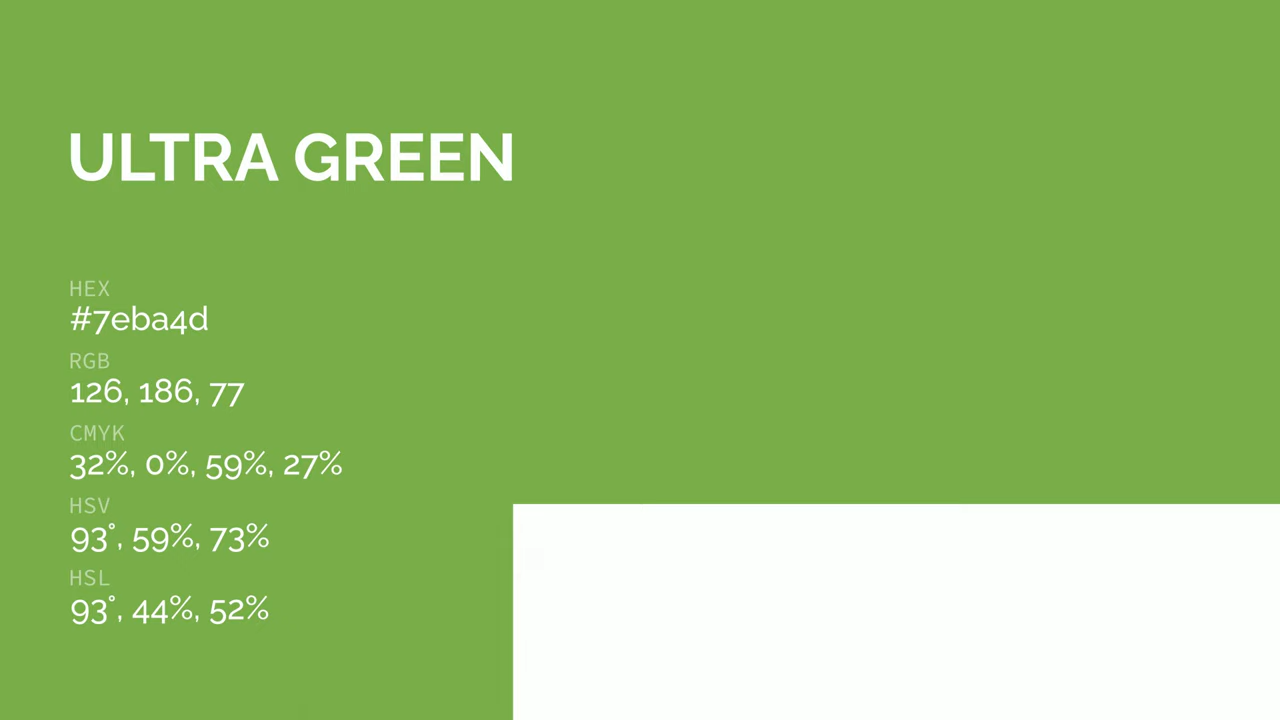 ULTRA GREEN
HEX
#7eba4d
RGB
126, 186, 77
CMYK
32%, 0%, 59%, 27%
HSV
93°, 59%, 73%
HSL
93°, 44%, 52%